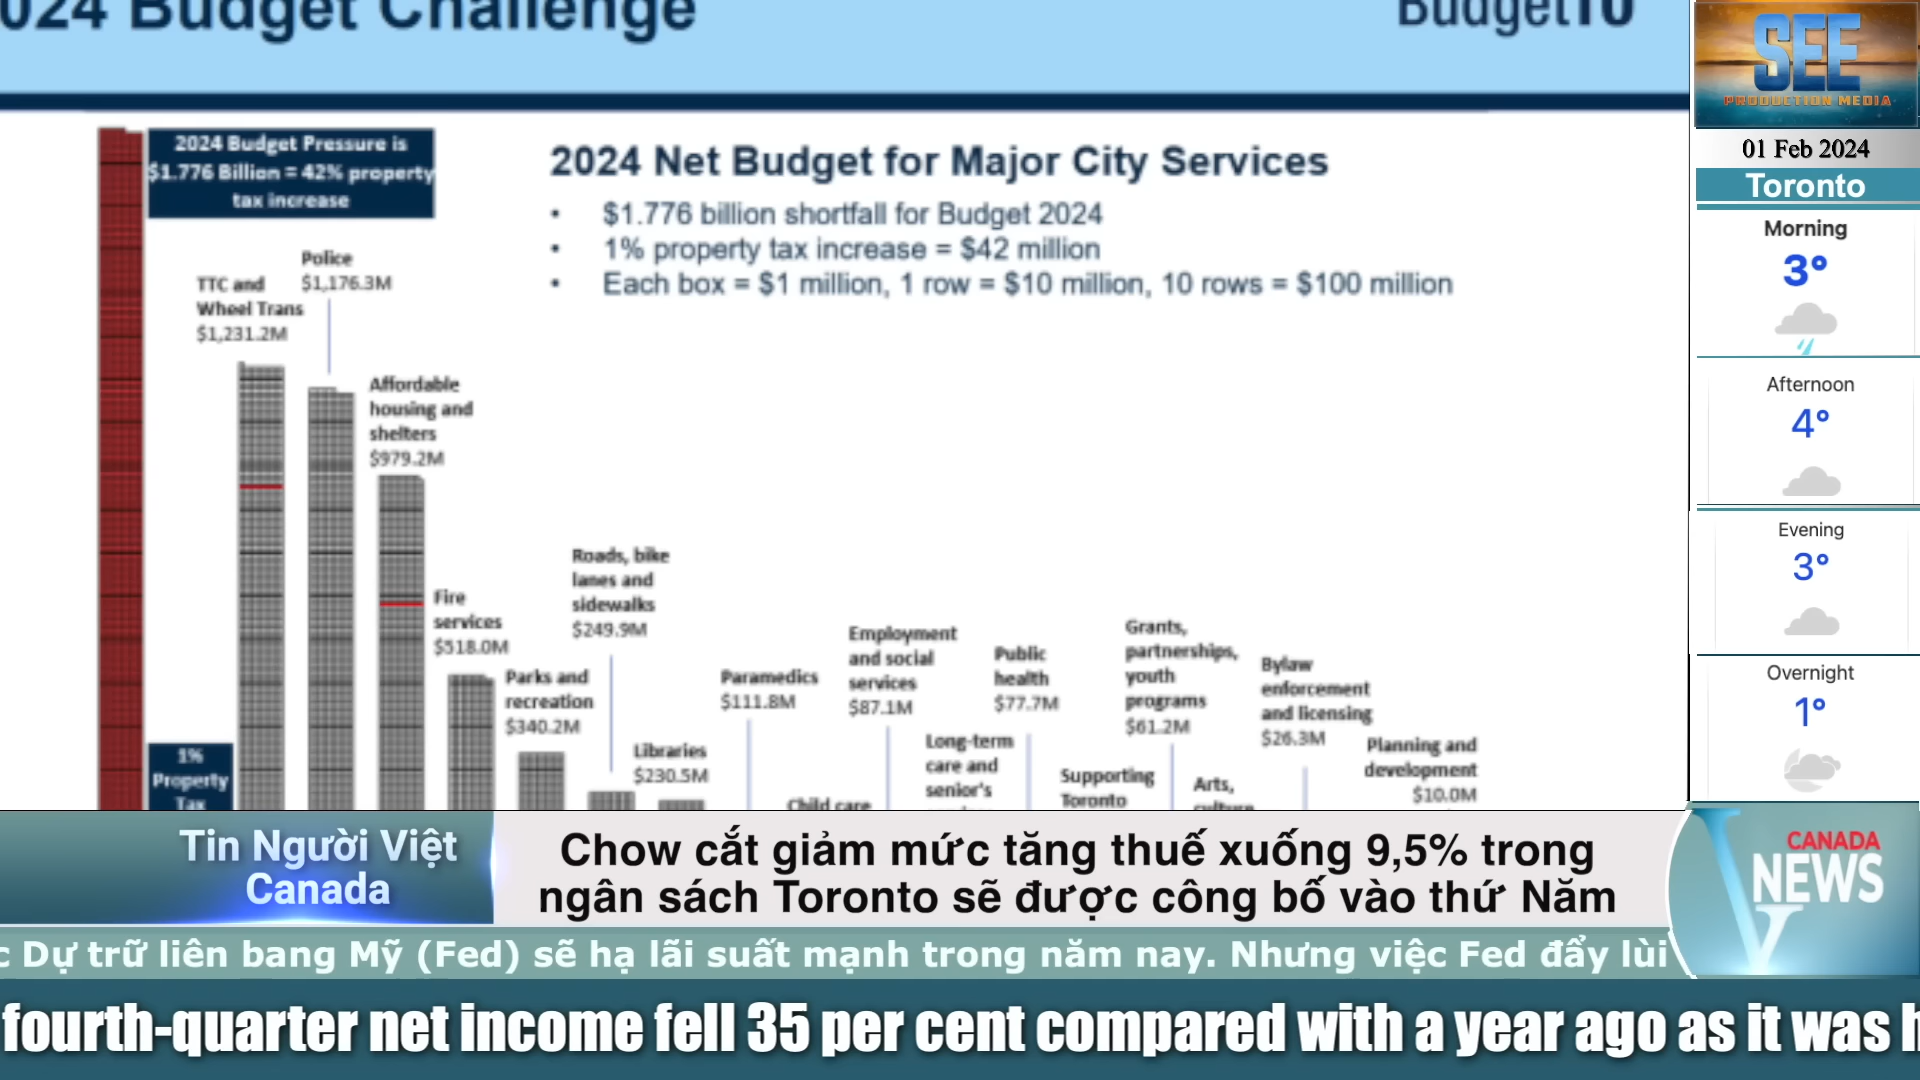 2024 Budget Challenge
BudgetTO
2024 Budget Pressure is
$1.776 Billion = 42% property
tax increase
2024 Net Budget for Major City Services
• $1.776 billion shortfall for Budget 2024
• 1% property tax increase = $42 million
• Each box = $1 million, 1 row = $10 million, 10 rows = $100 million
TTC and
Wheel Trans
$1,231.2M
Police
$1,176.3M
Affordable
housing and
shelters
$979.2M
Fire
services
$518.0M
Parks and
recreation
$340.2M
Roads, bike
lanes and
sidewalks
$249.9M
Libraries
$230.5M
Paramedics
$111.8M
Child care
Employment
and social
services
$87.1M
Long-term
care and
senior's
Public
health
$77.7M
Supporting
Toronto
Grants,
partnerships,
youth
programs
$61.2M
Arts,
culture
Bylaw
enforcement
and licensing
$26.3M
Planning and
development
$10.0M
1%
Property
Tax
SEE
PRODUCTION MEDIA
01 Feb 2024
Toronto
Morning
3°
Afternoon
4°
Evening
3°
Overnight
1°
Tin Người Việt
Canada
Chow cắt giảm mức tăng thuế xuống 9,5% trong
ngân sách Toronto sẽ được công bố vào thứ Năm
CANADA
NEWS
V
c Dự trữ liên bang Mỹ (Fed) sẽ hạ lãi suất mạnh trong năm nay. Nhưng việc Fed đẩy lùi
fourth-quarter net income fell 35 per cent compared with a year ago as it was h